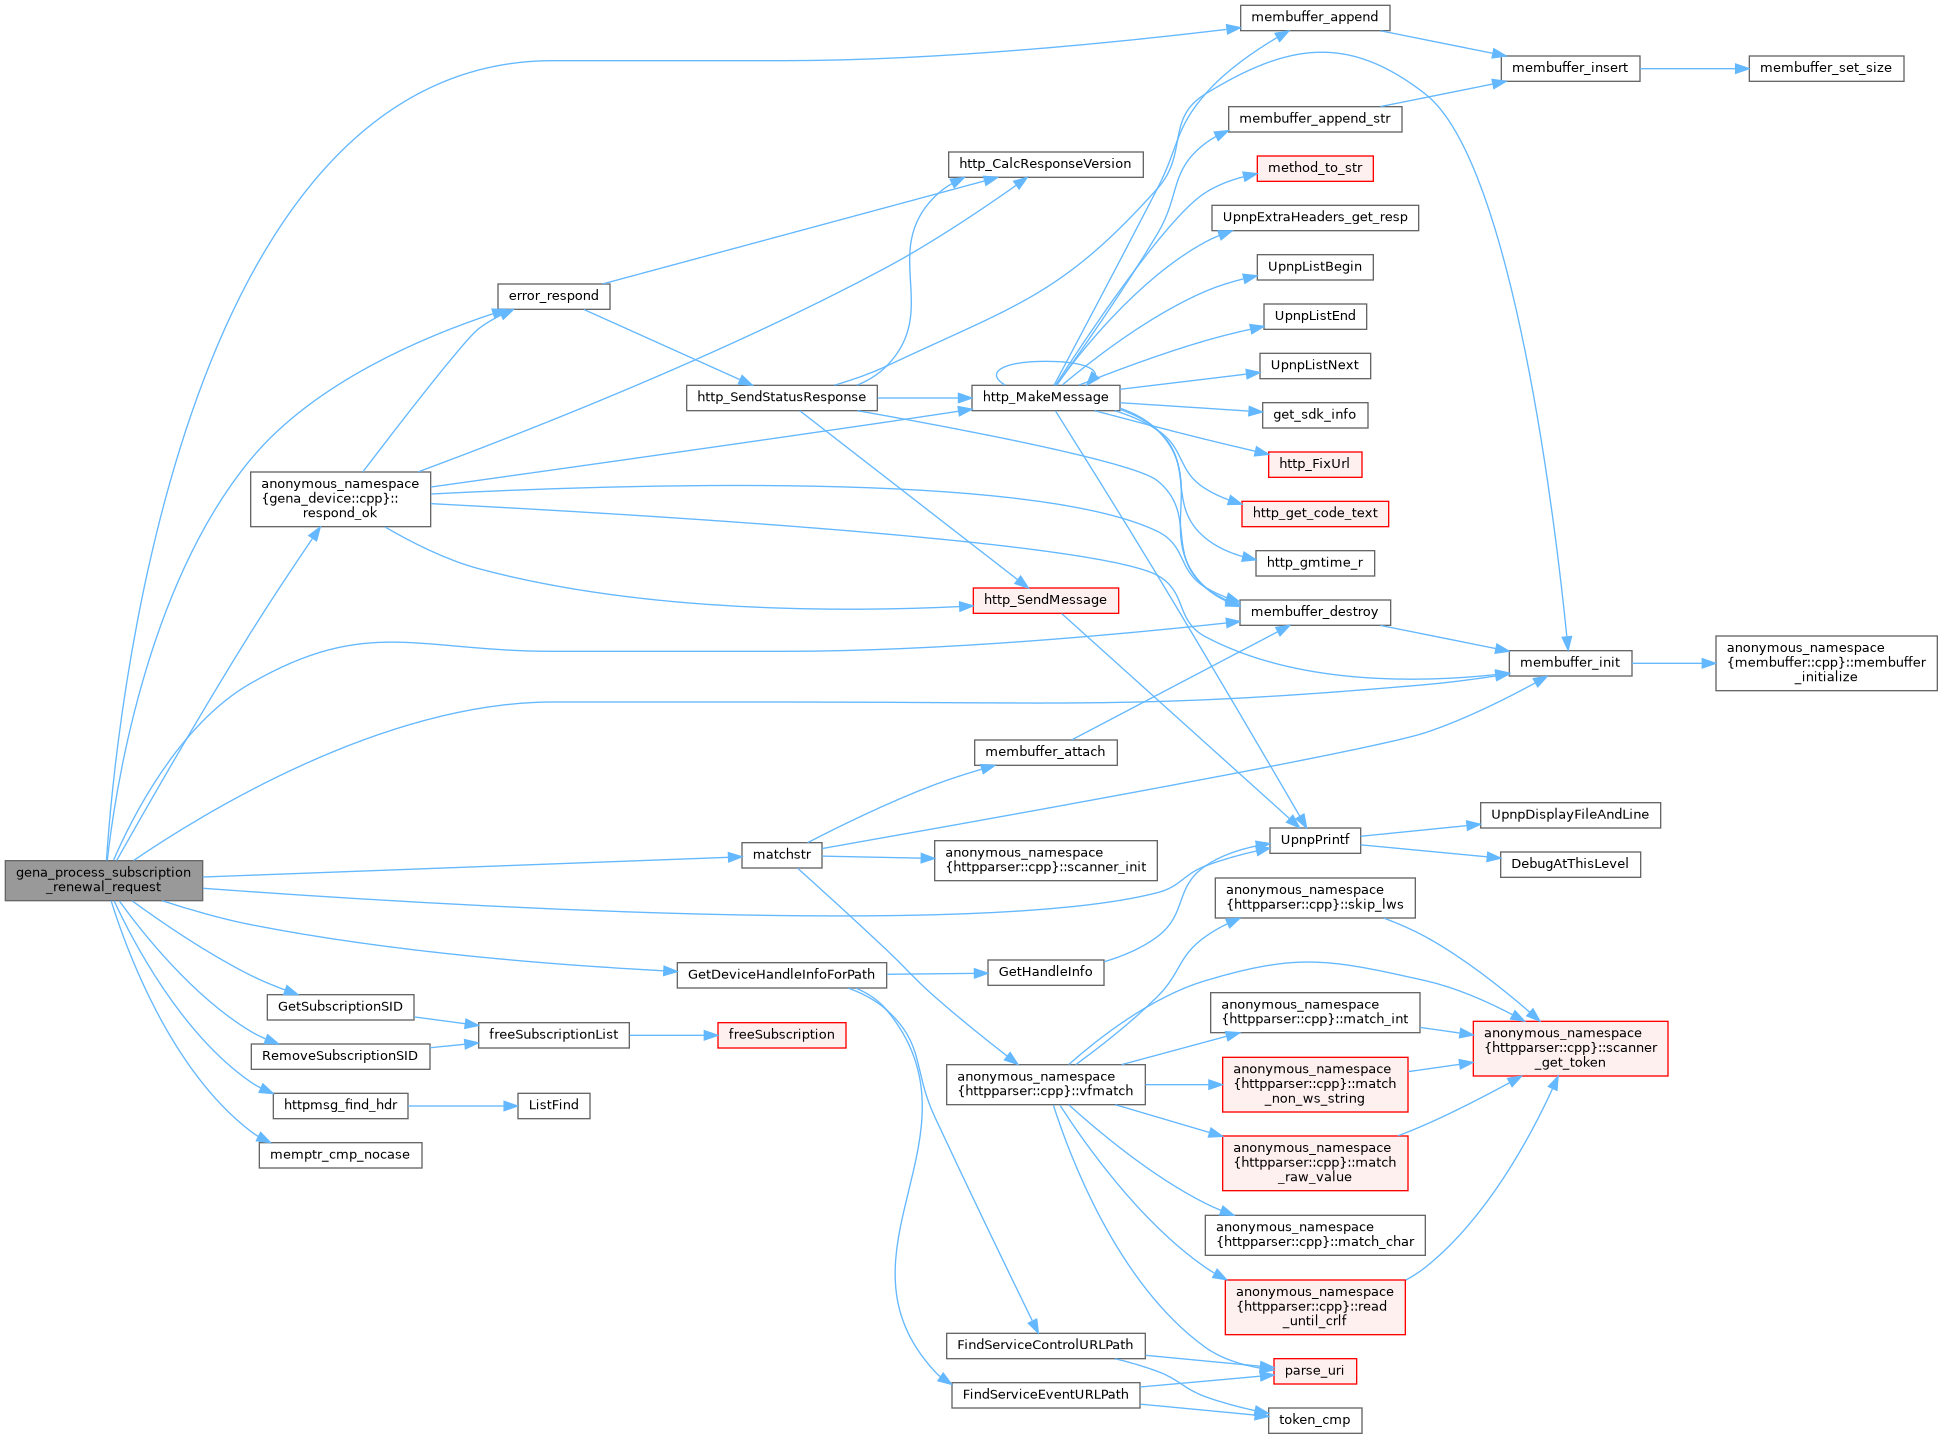 membuffer_append
membuffer_insert
membuffer_set_size
membuffer_append_str
http_CalcResponseVersion
method_to_str
UpnpExtraHeaders_get_resp
UpnpListBegin
error_respond
UpnpListEnd
UpnpListNext
http_SendStatusResponse
http_MakeMessage
get_sdk_info
http_FixUrl
anonymous_namespace
{gena_device::cpp}::
respond_ok
http_get_code_text
http_gmtime_r
http_SendMessage
membuffer_destroy
membuffer_init
anonymous_namespace
{membuffer::cpp}::membuffer
_initialize
membuffer_attach
UpnpDisplayFileAndLine
UpnpPrintf
matchstr
anonymous_namespace
{httpparser::cpp}::scanner_init
DebugAtThisLevel
gena_process_subscription
_renewal_request
anonymous_namespace
{httpparser::cpp}::skip_lws
GetDeviceHandleInfoForPath
GetHandleInfo
GetSubscriptionSID
anonymous_namespace
{httpparser::cpp}::match_int
freeSubscriptionList
freeSubscription
anonymous_namespace
{httpparser::cpp}::scanner
_get_token
RemoveSubscriptionSID
anonymous_namespace
{httpparser::cpp}::vfmatch
anonymous_namespace
{httpparser::cpp}::match
_non_ws_string
httpmsg_find_hdr
ListFind
memptr_cmp_nocase
anonymous_namespace
{httpparser::cpp}::match
_raw_value
anonymous_namespace
{httpparser::cpp}::match_char
anonymous_namespace
{httpparser::cpp}::read
_until_crlf
FindServiceControlURLPath
parse_uri
FindServiceEventURLPath
token_cmp